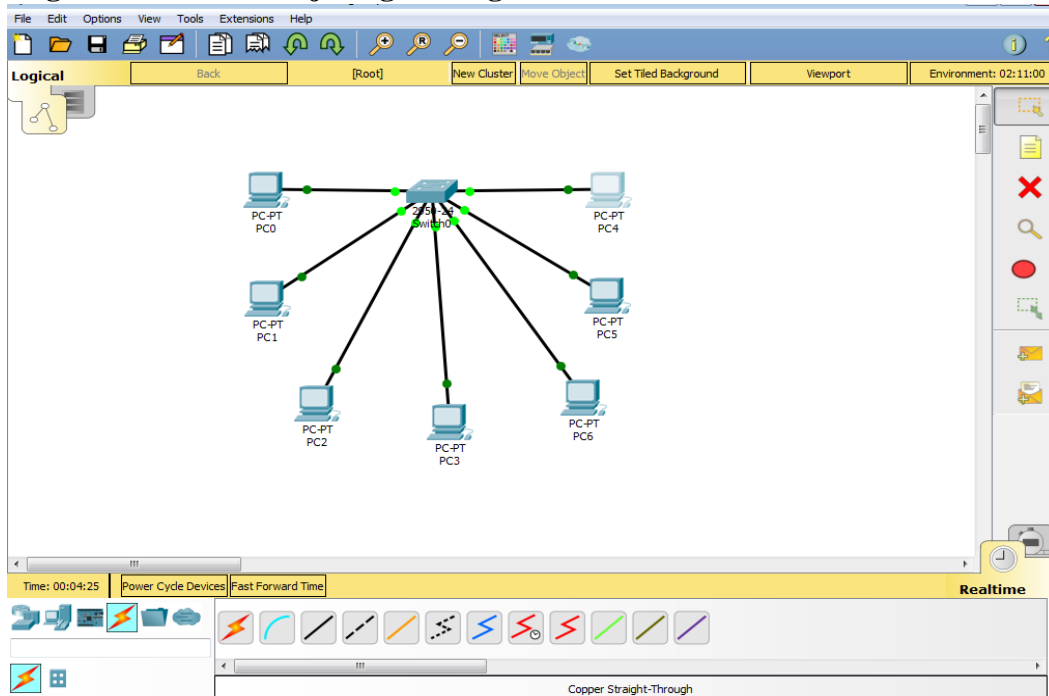 File Edit Options View Tools Extensions Help
Logical Back [Root] New Cluster Move Object Set Tiled Background Viewport Environment: 02:11:00
PC-PT
PC0
2950-24
Switch0
PC-PT
PC4
PC-PT
PC1
PC-PT
PC5
PC-PT
PC2
PC-PT
PC3
PC-PT
PC6
Time: 00:04:25 Power Cycle Devices Fast Forward Time Realtime
Copper Straight-Through